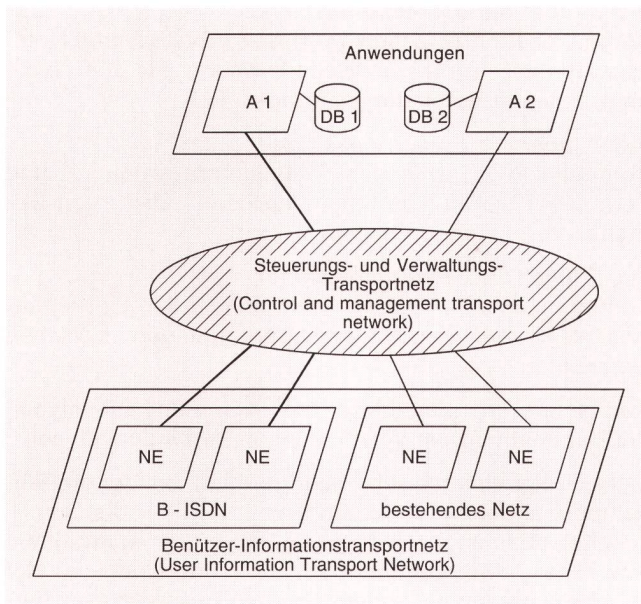 Anwendungen
A 1
DB 1
DB 2
A 2
Steuerungs- und Verwaltungs-
Transportnetz
(Control and management transport
network)
NE
NE
NE
NE
B - ISDN
bestehendes Netz
Benützer-Informationstransportnetz
(User Information Transport Network)